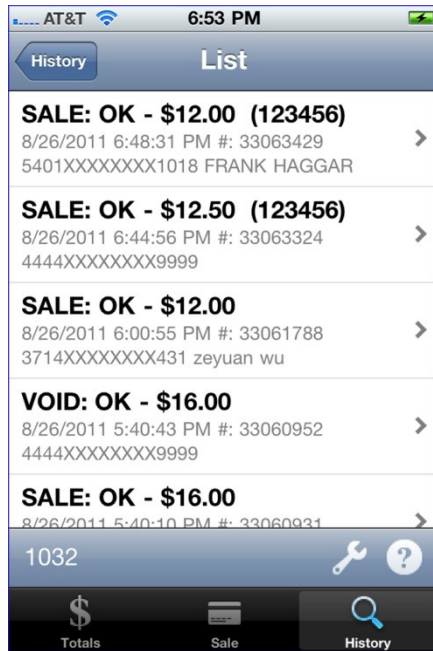 AT&T 6:53 PM
History List
SALE: OK - $12.00 (123456)
8/26/2011 6:48:31 PM #: 33063429
5401XXXXXXXX1018 FRANK HAGGAR
SALE: OK - $12.50 (123456)
8/26/2011 6:44:56 PM #: 33063324
4444XXXXXXXX9999
SALE: OK - $12.00
8/26/2011 6:00:55 PM #: 33061788
3714XXXXXXXX431 zeyuan wu
VOID: OK - $16.00
8/26/2011 5:40:43 PM #: 33060952
4444XXXXXXXX9999
SALE: OK - $16.00
8/26/2011 5:40:10 PM #: 33060931
1032 ?
$
Totals Sale History